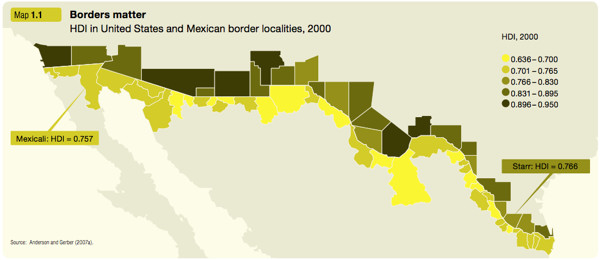 Map 1.1
Borders matter
HDI in United States and Mexican border localities, 2000
HDI, 2000
0.636–0.700
0.701–0.765
0.766–0.830
0.831–0.895
0.896–0.950
Mexicali: HDI = 0.757
Starr: HDI = 0.766
Source: Anderson and Gerber (2007a).